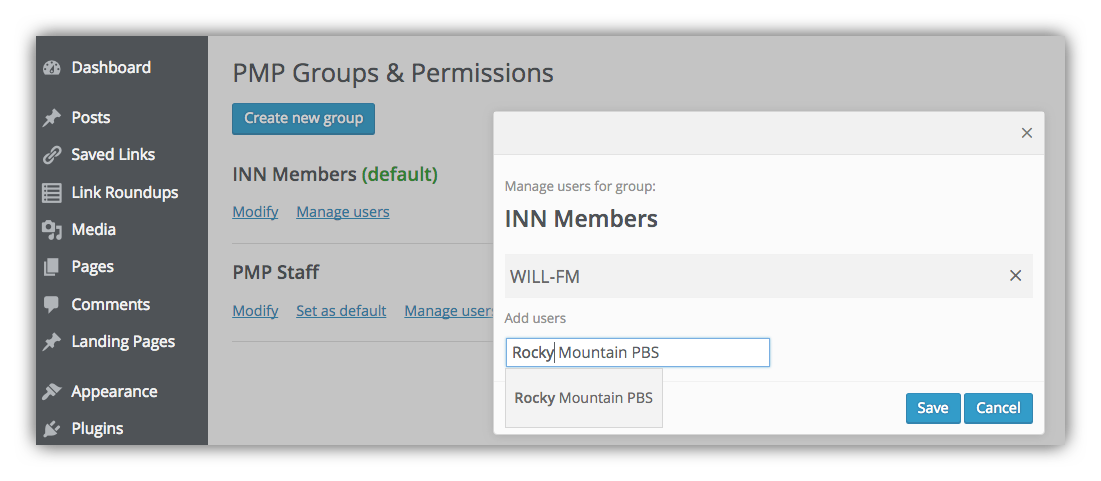 Dashboard
Posts
Saved Links
Link Roundups
Media
Pages
Comments
Landing Pages
Appearance
Plugins
PMP Groups & Permissions
Create new group
INN Members (default)
Modify Manage users
PMP Staff
Modify Set as default Manage user
×
Manage users for group:
INN Members
WILL-FM ×
Add users
Rocky Mountain PBS
Rocky Mountain PBS
Save Cancel